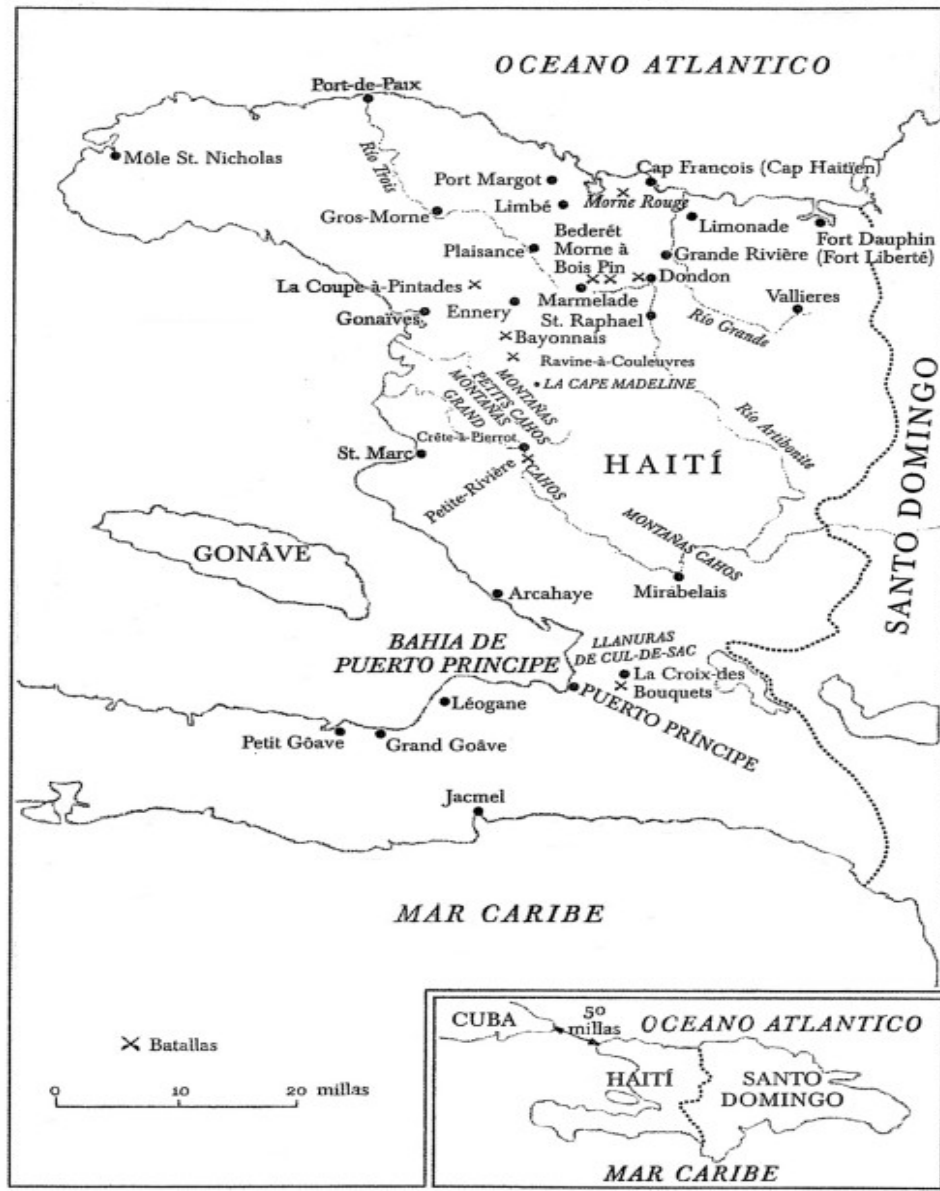 OCEANO ATLANTICO
Port-de-Paix
Môle St. Nicholas
Río Trois
Port Margot
Cap François (Cap Haitïen)
Morne Rouge
Gros-Morne
Limbé
Limonade
Fort Dauphin
(Fort Liberté)
Plaisance
Bederét
Morne à
Bois Pin
Grande Rivière
Dondon
La Coupe-à-Pintades
Marmelade
Vallieres
Gonaïves
Ennery
St. Raphael
Río Grande
Bayonnais
Ravine-à-Couleuvres
LA CAPE MADELINE
MONTAÑAS
PETITS CAHOS
MONTAÑAS
GRAND
CAHOS
Río Artibonite
Crête-à-Pierrot
St. Marc
Petite-Rivière
HAITÍ
SANTO DOMINGO
MONTAÑAS CAHOS
GONÂVE
Mirabelais
Arcahaye
BAHIA DE
PUERTO PRINCIPE
LLANURAS
DE CUL-DE-SAC
La Croix-des
Bouquets
PUERTO PRÍNCIPE
Léogane
Petit Gôave
Grand Goâve
Jacmel
MAR CARIBE
Batallas
0 10 20 millas
CUBA
50
millas
OCEANO ATLANTICO
HAITÍ
SANTO
DOMINGO
MAR CARIBE